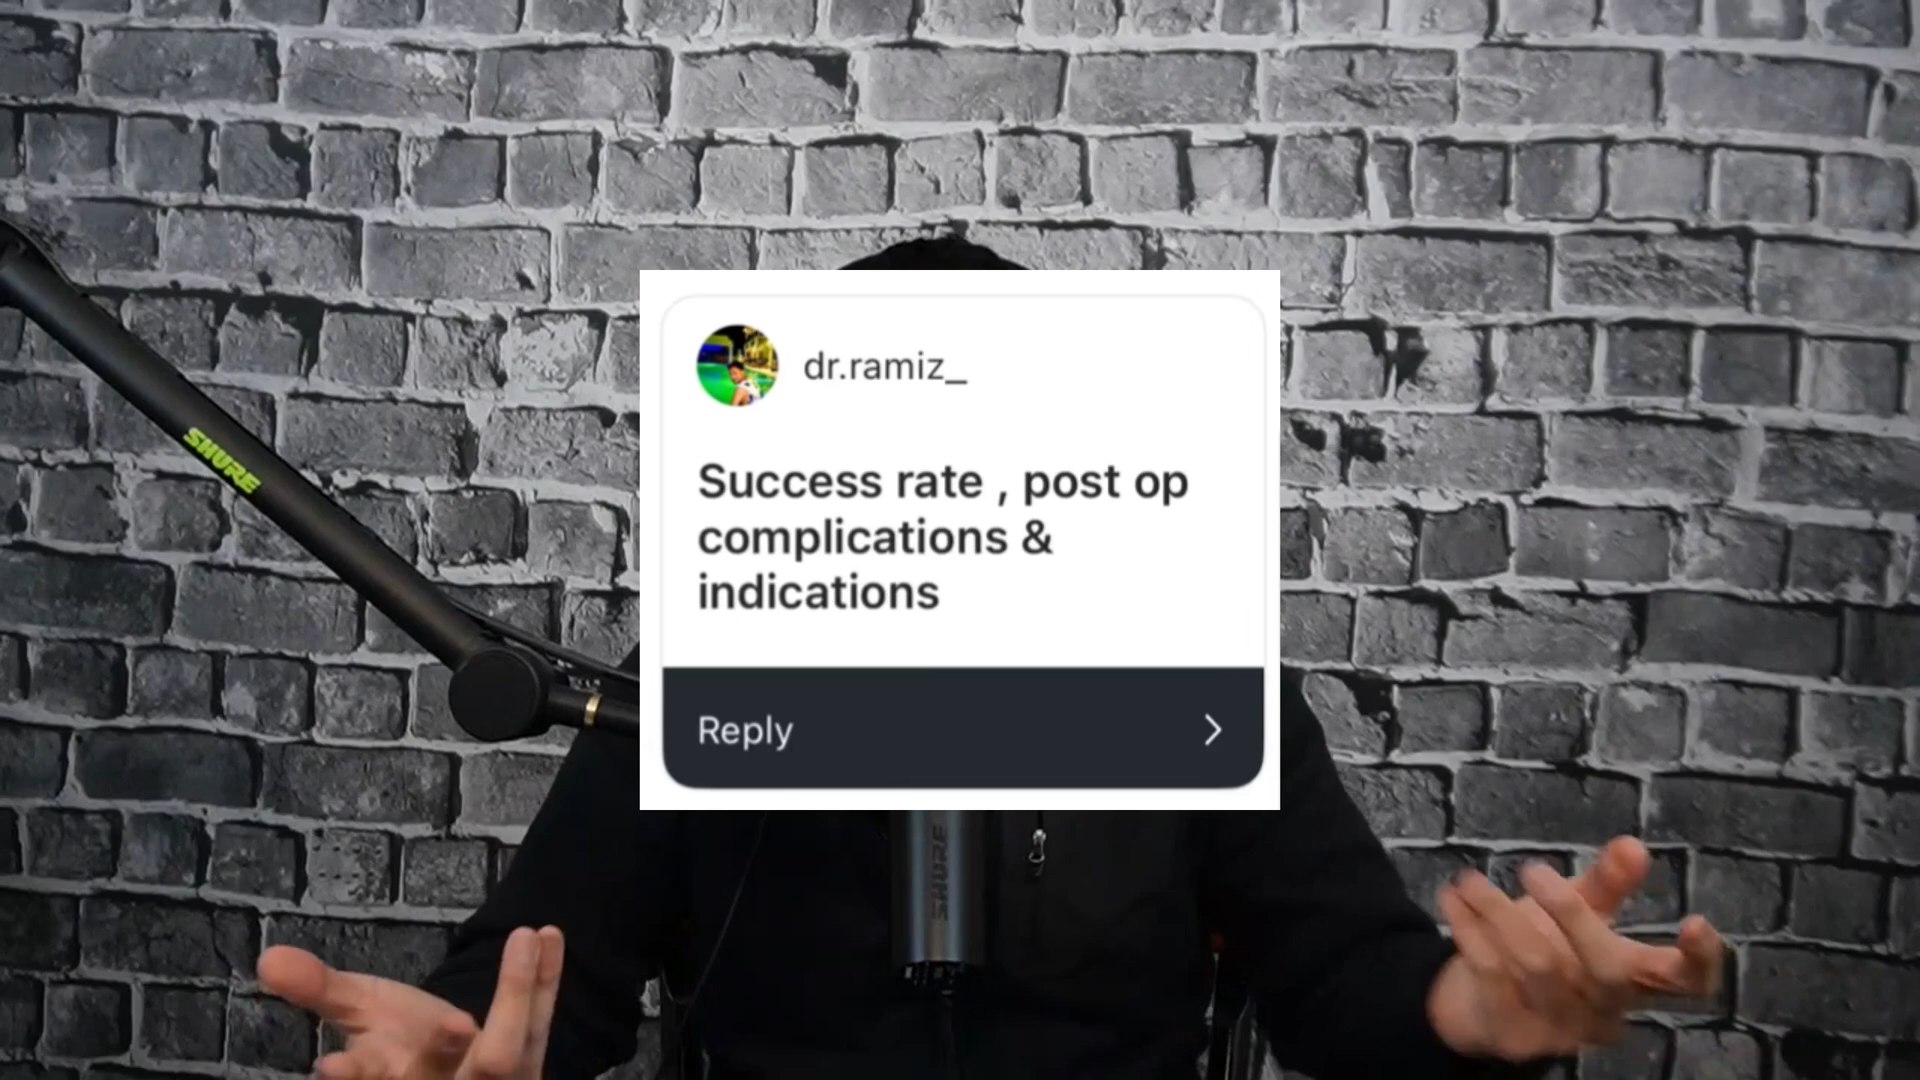 SHURE
dr.ramiz_
Success rate , post op
complications &
indications
Reply
SHURE